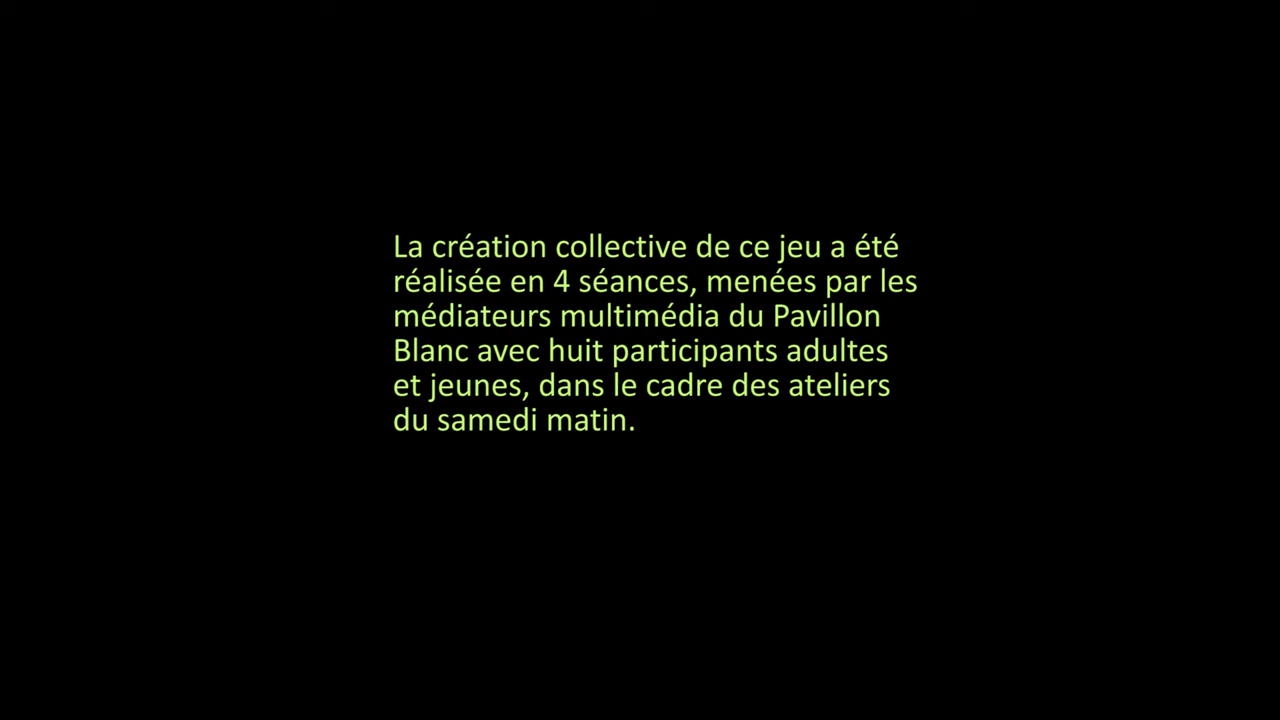 La création collective de ce jeu a été
réalisée en 4 séances, menées par les
médiateurs multimédia du Pavillon
Blanc avec huit participants adultes
et jeunes, dans le cadre des ateliers
du samedi matin.